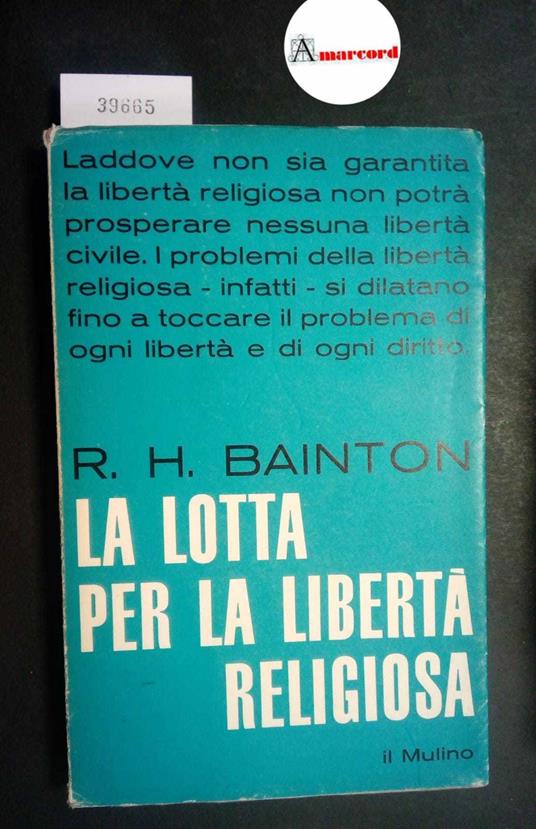 Amarcord
39665
Laddove non sia garantita
la libertà religiosa non potrà
prosperare nessuna libertà
civile. I problemi della libertà
religiosa - infatti - si dilatano
fino a toccare il problema di
ogni libertà e di ogni diritto.
R. H. BAINTON
LA LOTTA
PER LA LIBERTÀ
RELIGIOSA
il Mulino